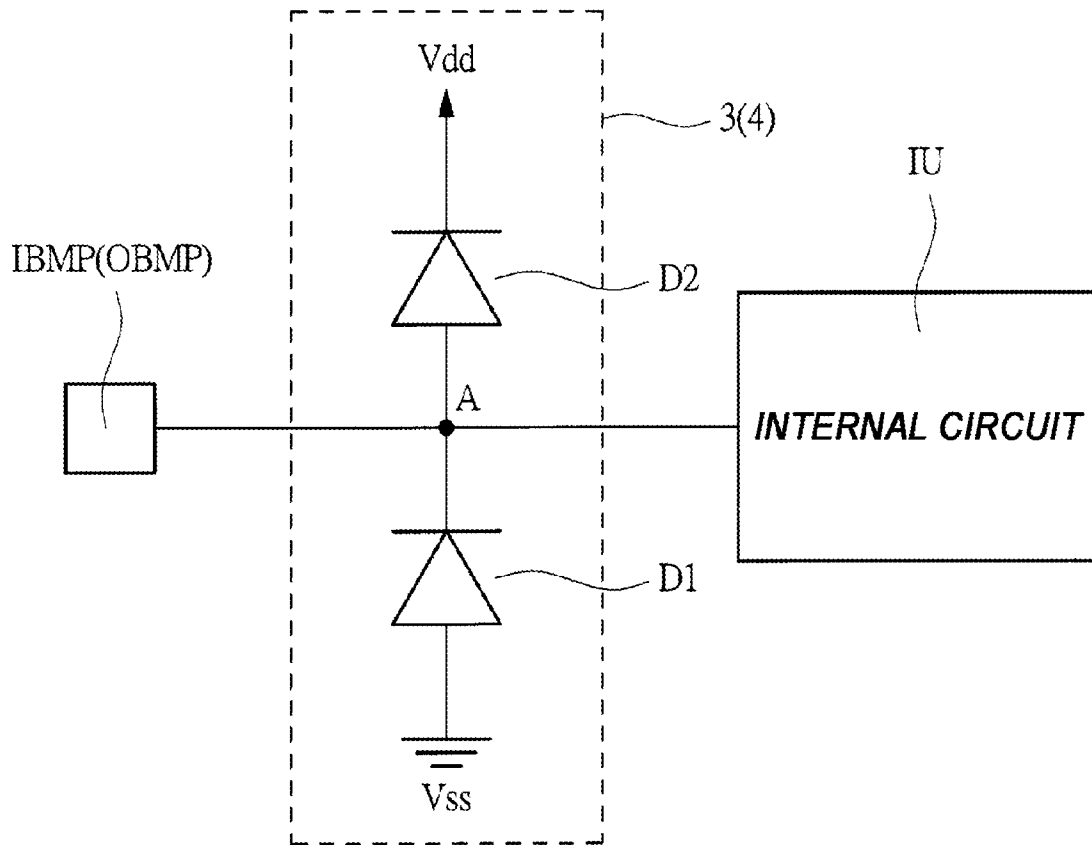 Vdd
3(4)
IU
IBMP(OBMP)
D2
A
INTERNAL CIRCUIT
D1
Vss